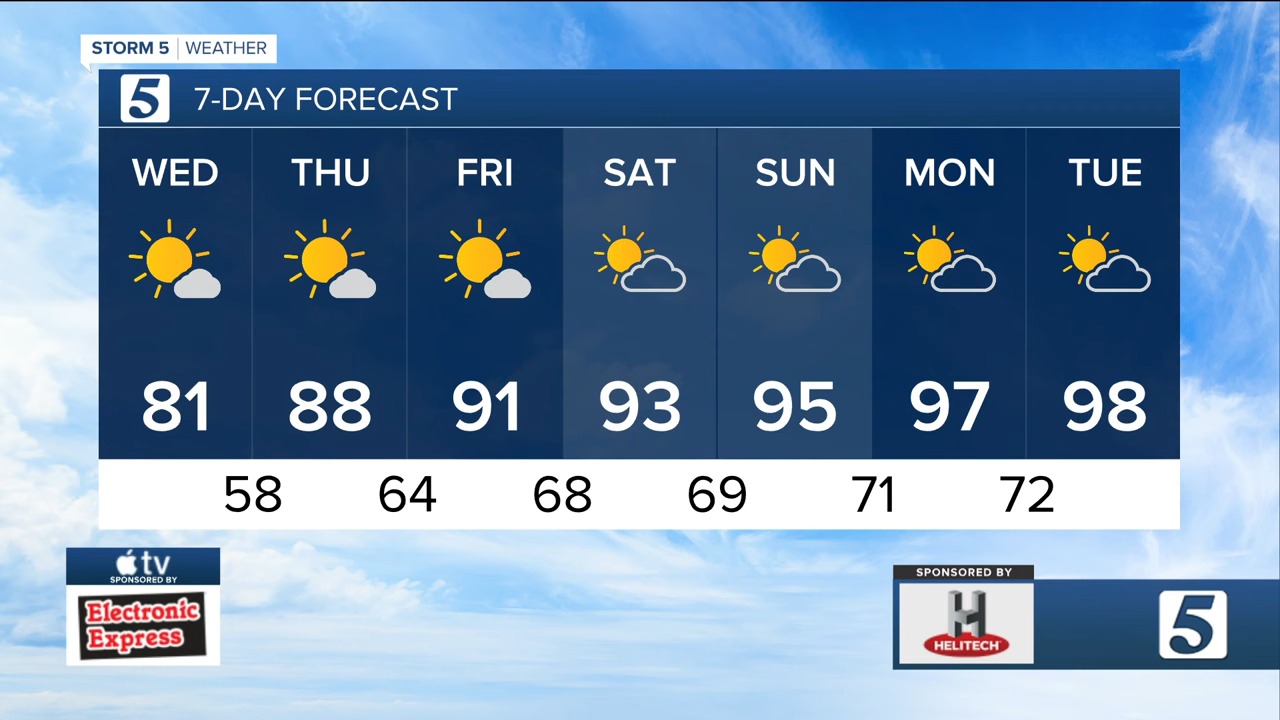 STORM 5 | WEATHER
5 7-DAY FORECAST
WED THU FRI SAT SUN MON TUE
81 88 91 93 95 97 98
58 64 68 69 71 72
tv
SPONSORED BY
Electronic
Express
SPONSORED BY
H
HELITECH
5